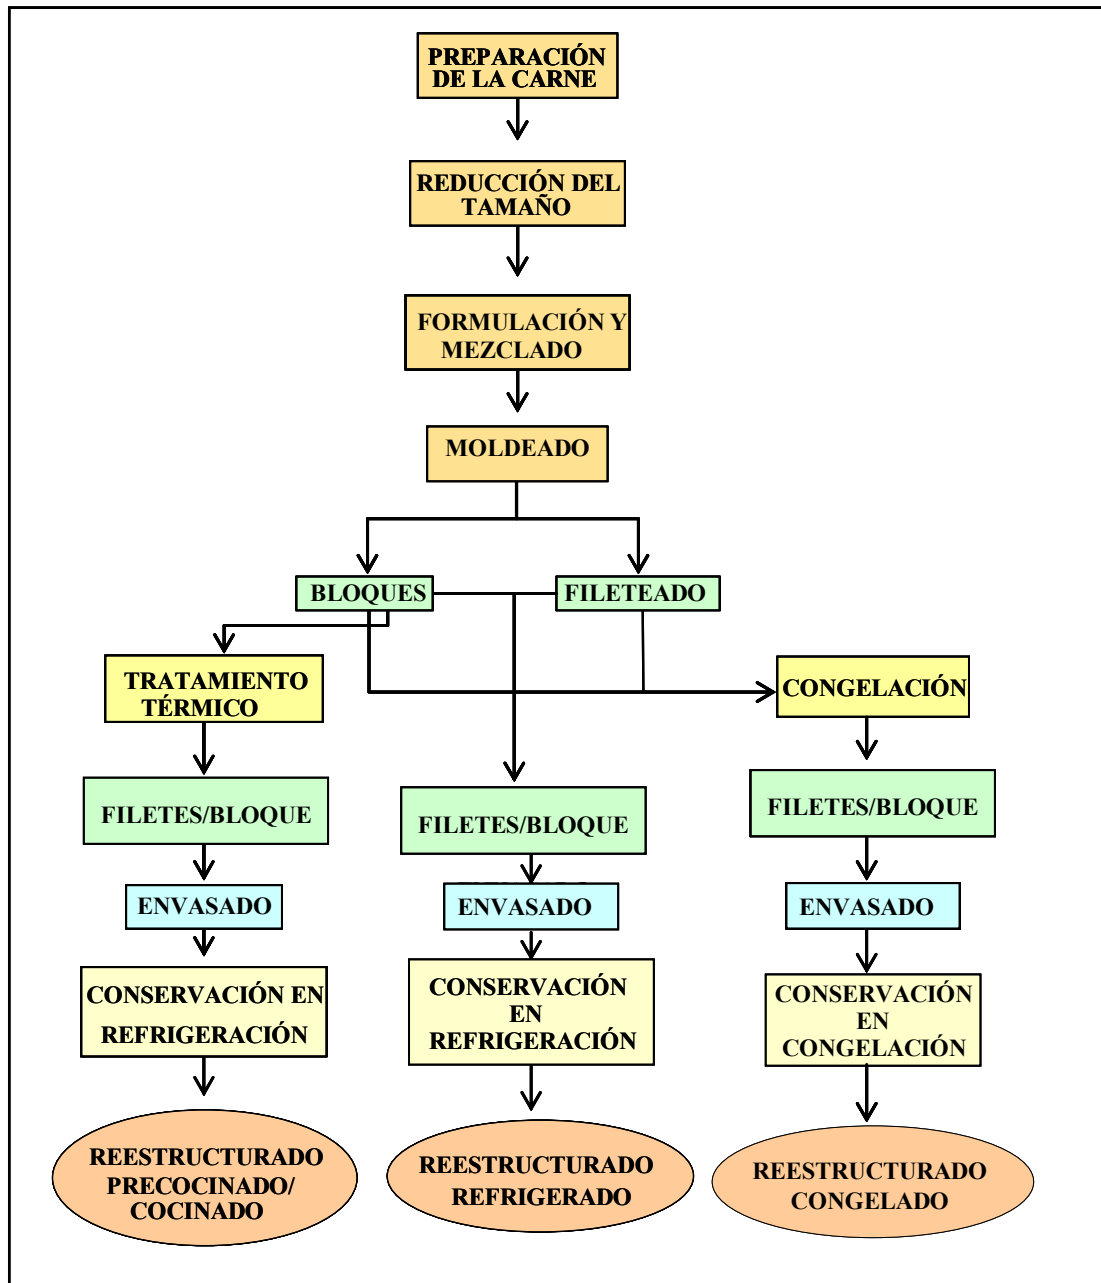 PREPARACIÓN
DE LA CARNE
REDUCCIÓN DEL
TAMAÑO
FORMULACIÓN Y
MEZCLADO
MOLDEADO
BLOQUES
FILETEADO
TRATAMIENTO
TÉRMICO
CONGELACIÓN
FILETES/BLOQUE
FILETES/BLOQUE
FILETES/BLOQUE
ENVASADO
ENVASADO
ENVASADO
CONSERVACIÓN EN
REFRIGERACIÓN
CONSERVACIÓN
EN
REFRIGERACIÓN
CONSERVACIÓN
EN
CONGELACIÓN
REESTRUCTURADO
PRECOCINADO/
COCINADO
REESTRUCTURADO
REFRIGERADO
REESTRUCTURADO
CONGELADO